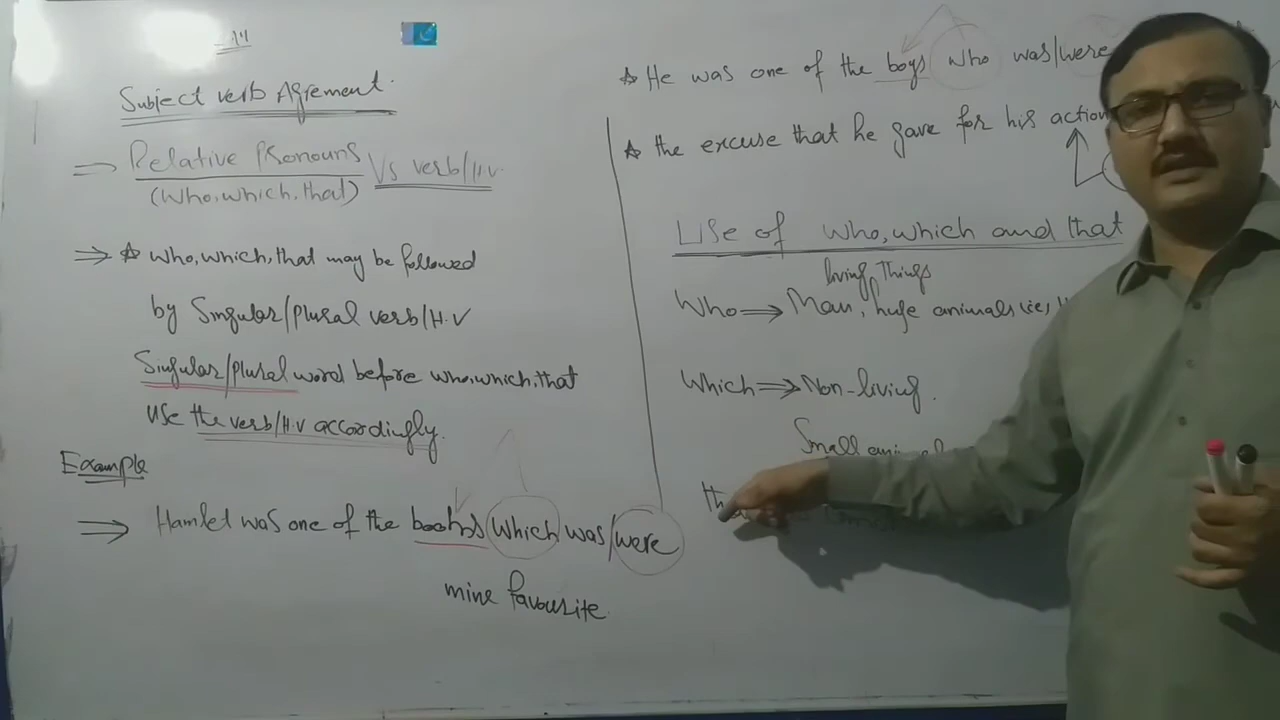 Subject verb Agrement
Relative Pronouns Vs verb/H.V.
(Who, which, that)
Who, which, that may be followed
by Singular/plural verb/H.V
Singular/plural word before who, which, that
use the verb/H.V accordingly.
Example
Hamlet was one of the books which was/were
mine favourite.
He was one of the boys who was/were
the excuse that he gave for his action
Use of who, which and that
living Things
Who ⇒ Man, huge animals (ie,
Which ⇒ Non-living.
Small